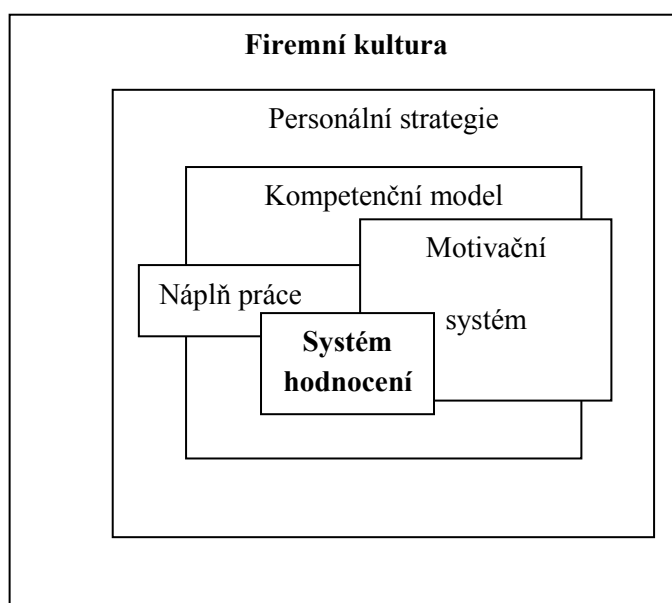 Firemní kultura
Personální strategie
Kompetenční model
Motivační
Náplň práce
systém
Systém
hodnocení